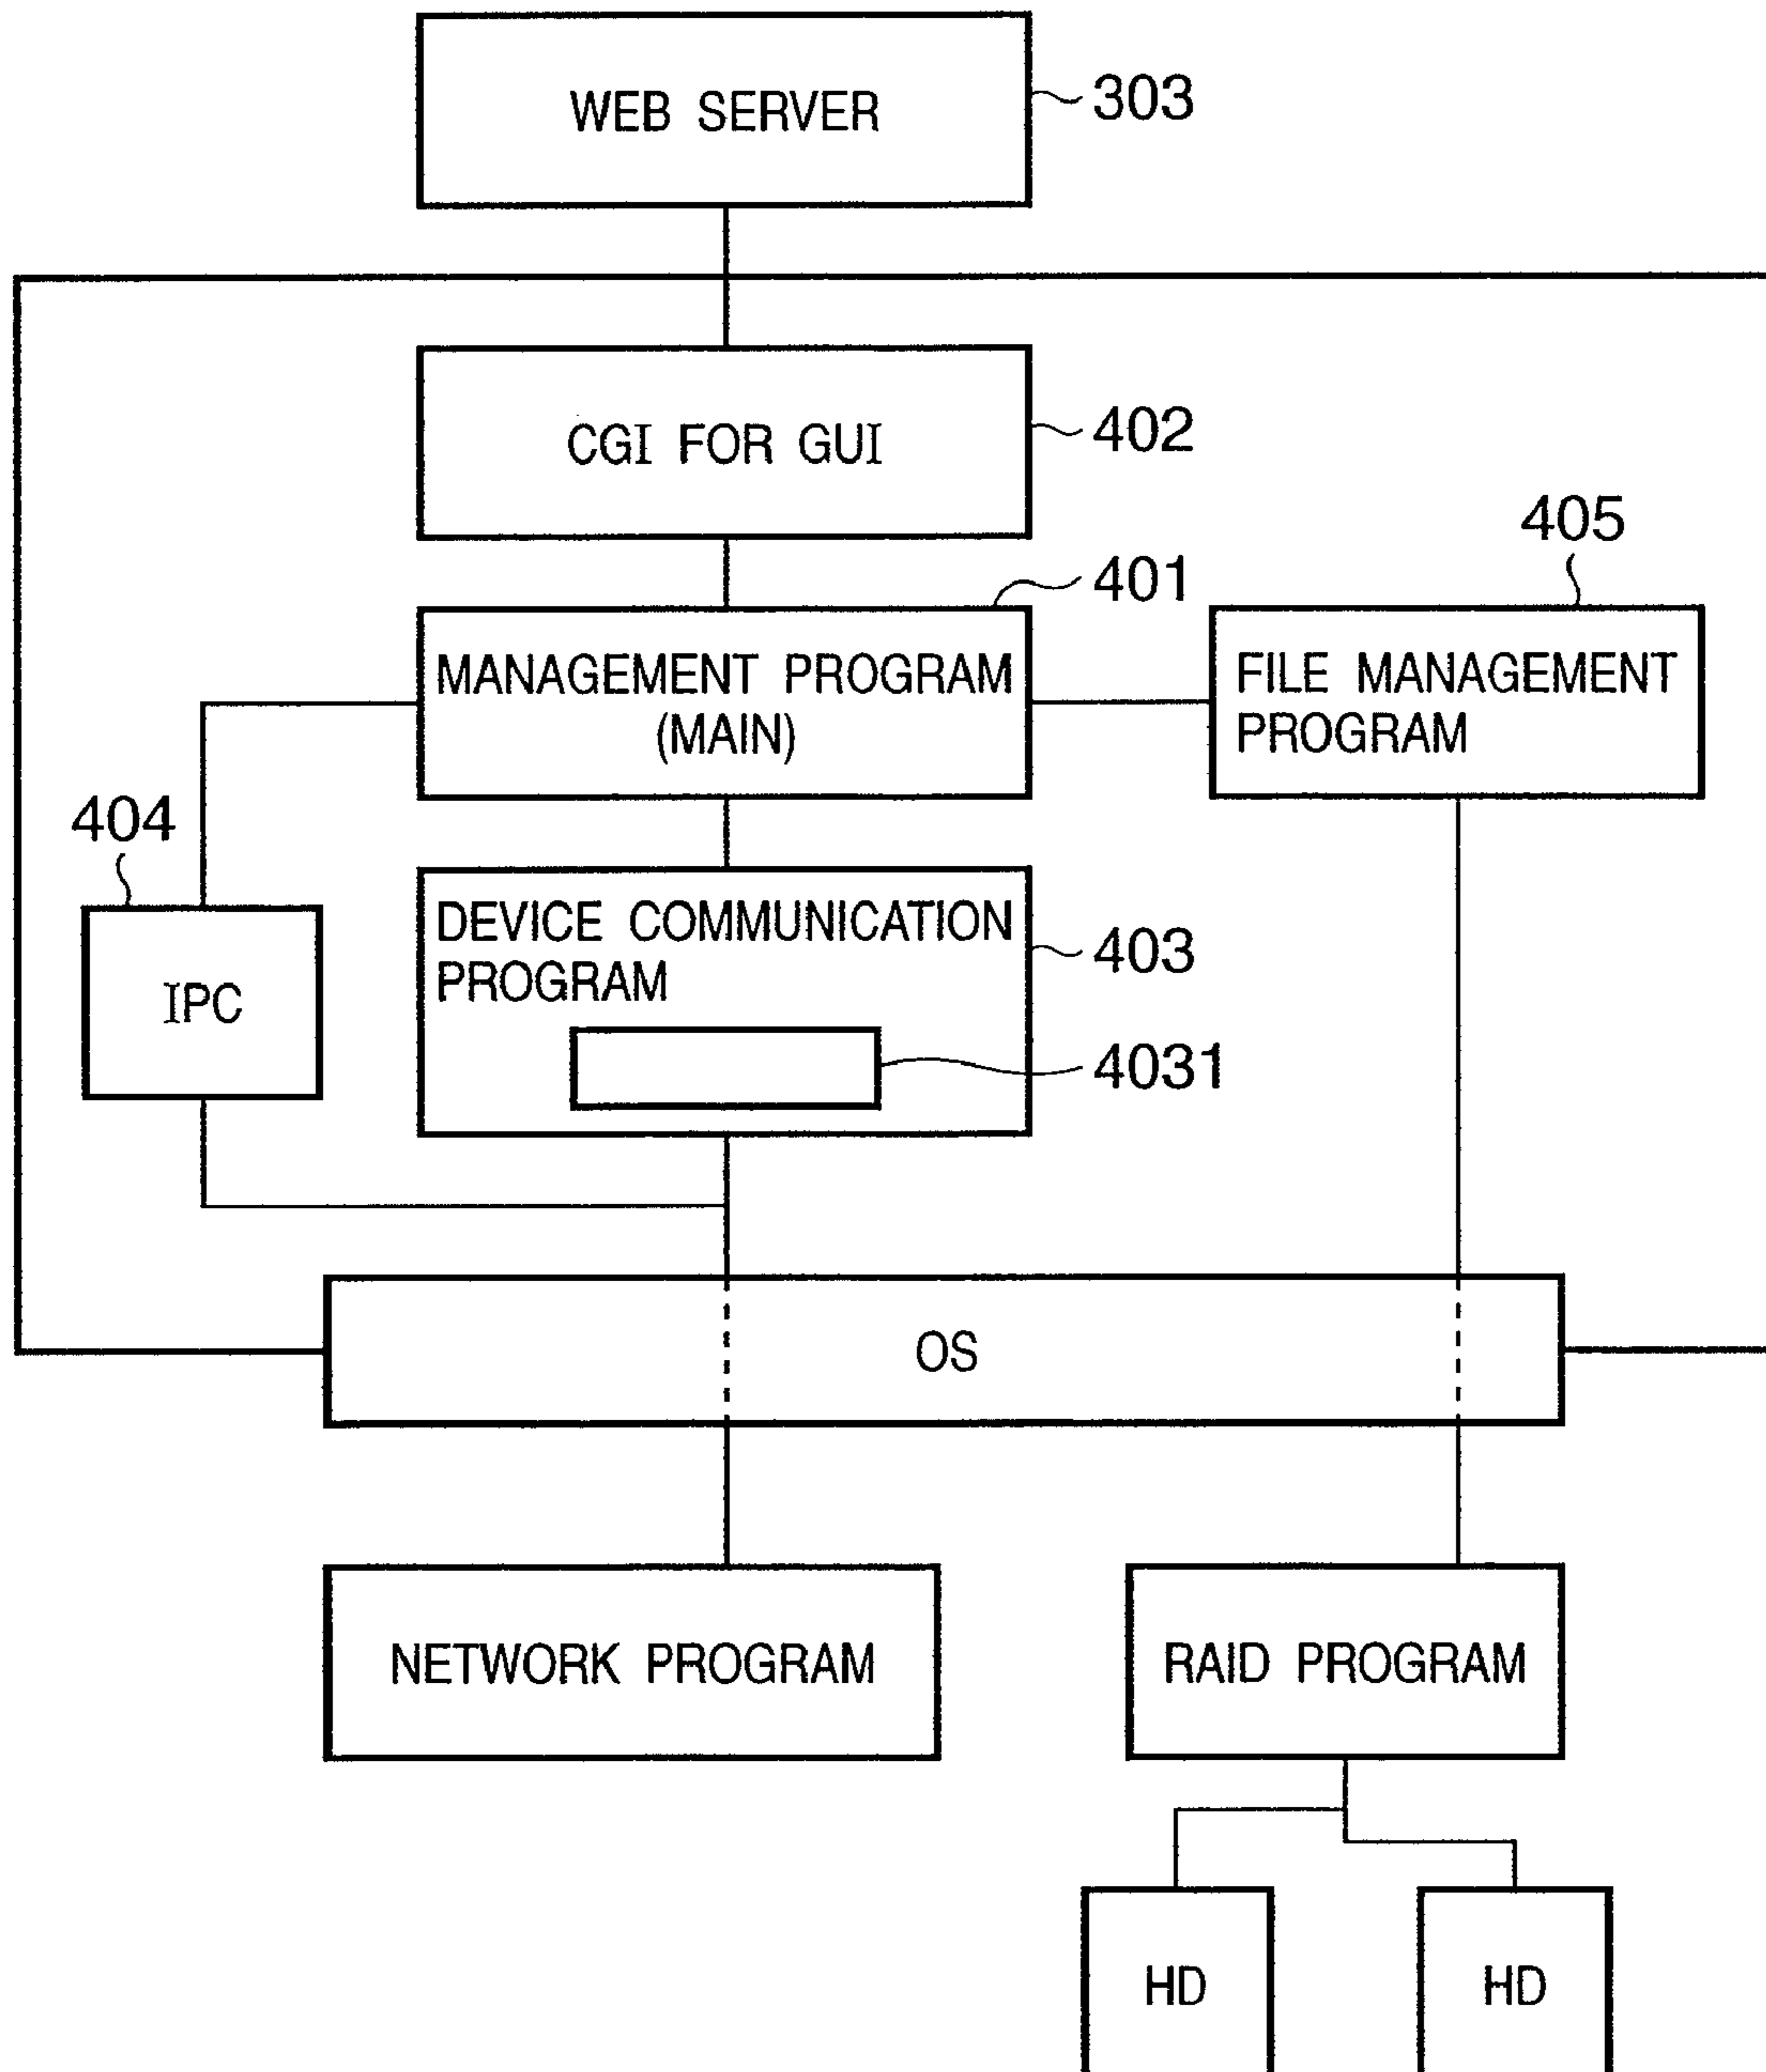 WEB SERVER
303
CGI FOR GUI
402
405
401
MANAGEMENT PROGRAM
(MAIN)
FILE MANAGEMENT
PROGRAM
404
DEVICE COMMUNICATION
PROGRAM
403
IPC
4031
OS
NETWORK PROGRAM
RAID PROGRAM
HD
HD